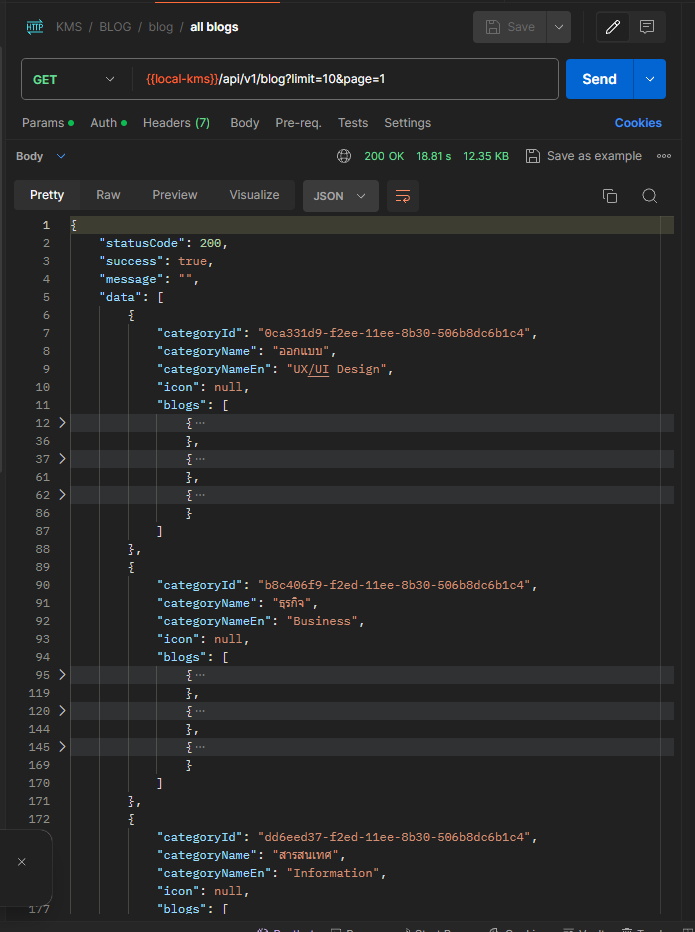 HTTP KMS / BLOG / blog / all blogs Save
GET {{local-kms}}/api/v1/blog?limit=10&page=1 Send
Params Auth Headers (7) Body Pre-req. Tests Settings Cookies
Body 200 OK 18.81 s 12.35 KB Save as example
Pretty Raw Preview Visualize JSON
1 {
2 "statusCode": 200,
3 "success": true,
4 "message": "",
5 "data": [
6 {
7 "categoryId": "0ca331d9-f2ee-11ee-8b30-506b8dc6b1c4",
8 "categoryName": "ออกแบบ",
9 "categoryNameEn": "UX/UI Design",
10 "icon": null,
11 "blogs": [
12 {
36 },
37 {
61 },
62 {
86 }
87 ]
88 },
89 {
90 "categoryId": "b8c406f9-f2ed-11ee-8b30-506b8dc6b1c4",
91 "categoryName": "ธุรกิจ",
92 "categoryNameEn": "Business",
93 "icon": null,
94 "blogs": [
95 {
119 },
120 {
144 },
145 {
169 }
170 ]
171 },
172 {
"categoryId": "dd6eed37-f2ed-11ee-8b30-506b8dc6b1c4",
"categoryName": "สารสนเทศ",
"categoryNameEn": "Information",
"icon": null,
177 "blogs": [